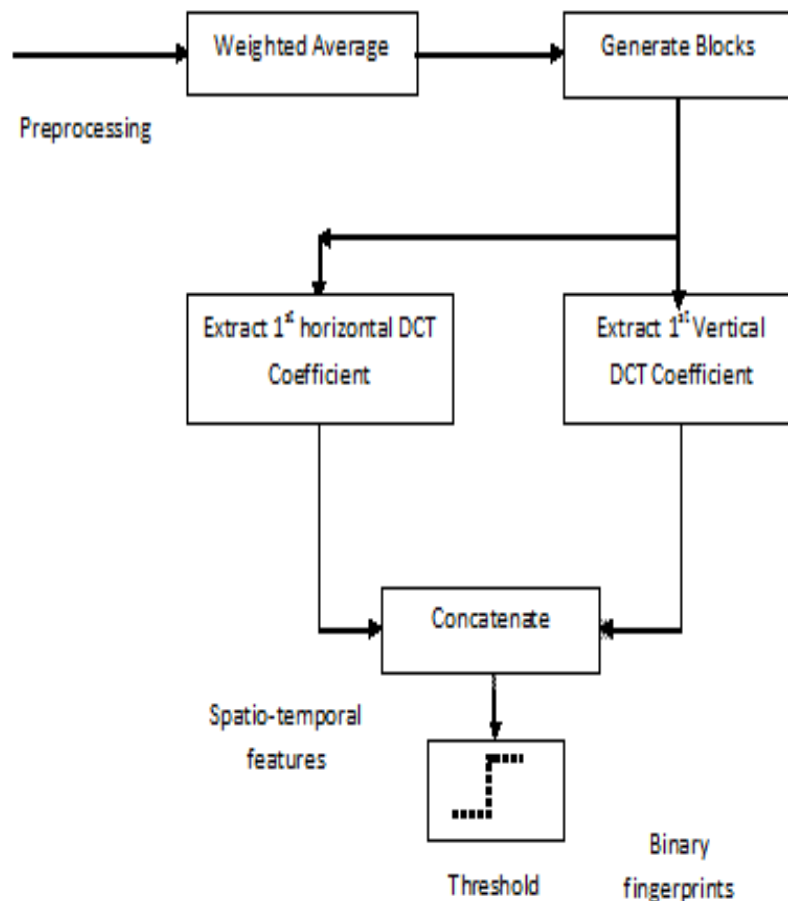 Weighted Average
Generate Blocks
Preprocessing
Extract 1st horizontal DCT
Coefficient
Extract 1st Vertical
DCT Coefficient
Concatenate
Spatio-temporal
features
Threshold
Binary
fingerprints